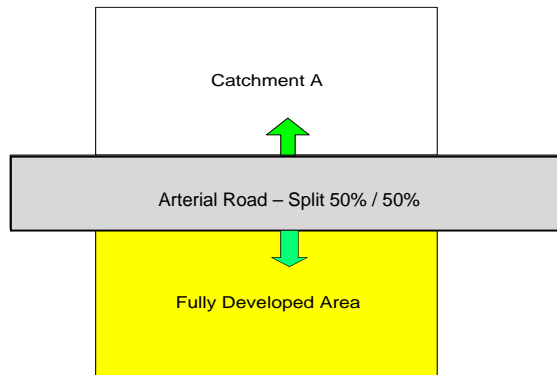 Catchment A
Arterial Road – Split 50% / 50%
Fully Developed Area